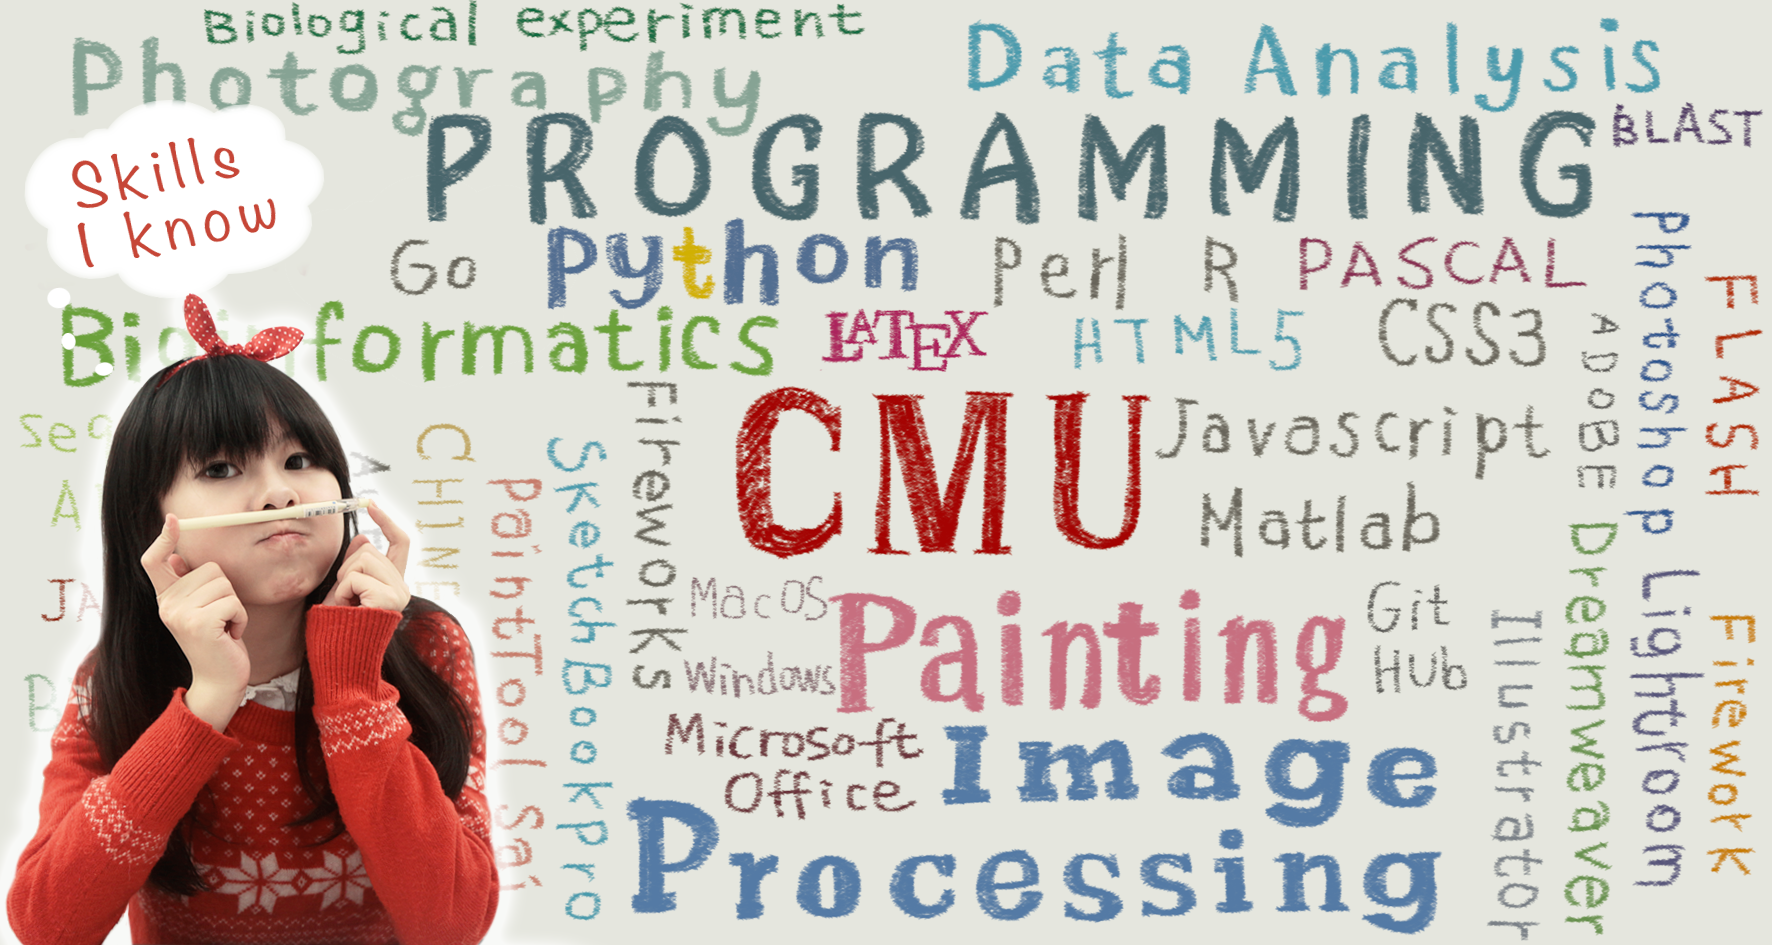 Biological experiment
Photography
Data Analysis
BLAST
Skills
I know
PROGRAMMING
Go
Python
Perl
R
PASCAL
Bioinformatics
LATEX
HTML5
CSS3
CMU
Javascript
Matlab
PaintTool Sai
SketchBookPro
Fireworks
MacOS
Windows
Painting
Git
Hub
Microsoft
Office
Image
Processing
ADOBE
Illustrator
Dreamweaver
Photoshop
Lightroom
FLASH
Firework